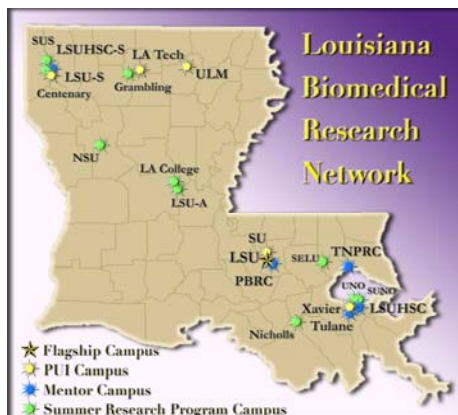 Louisiana
Biomedical
Research
Network
SUS
LSUHSC-S
LA Tech
ULM
LSU-S
Grambling
Centenary
NSU
LA College
LSU-A
SU
LSU
SELU
TNPRC
PBRC
UNO
SUNO
Xavier
LSUHSC
Tulane
Nicholls
Flagship Campus
PUI Campus
Mentor Campus
Summer Research Program Campus